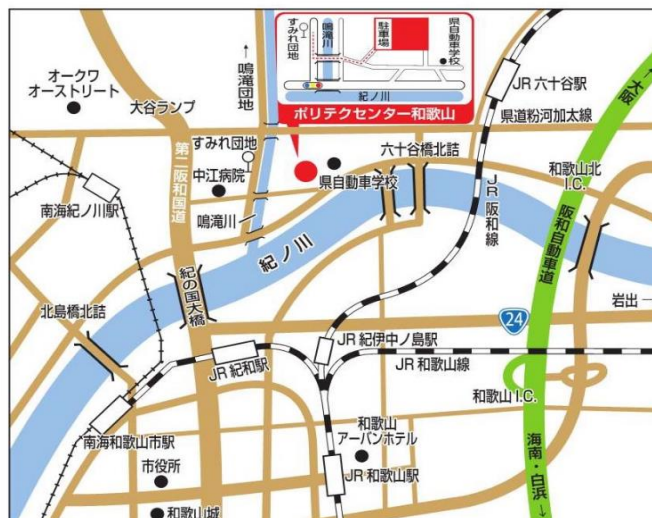 すみれ団地
鳴滝川
駐車場
県自動車学校
紀ノ川
ポリテクセンター和歌山
↑鳴滝団地
オークワ
オーストリート
大谷ランプ
第二阪和国道
すみれ団地
中江病院
鳴滝川
県自動車学校
六十谷橋北詰
JR 六十谷駅
県道粉河加太線
大阪
和歌山北
I.C.
阪和自動車道
JR阪和線
南海紀ノ川駅
紀ノ川
紀の国大橋
北島橋北詰
岩出→
24
JR 紀和駅
JR 紀伊中ノ島駅
JR 和歌山線
和歌山 I.C.
南海和歌山市駅
和歌山
アーバンホテル
市役所
JR 和歌山駅
和歌山城
海南・白浜→